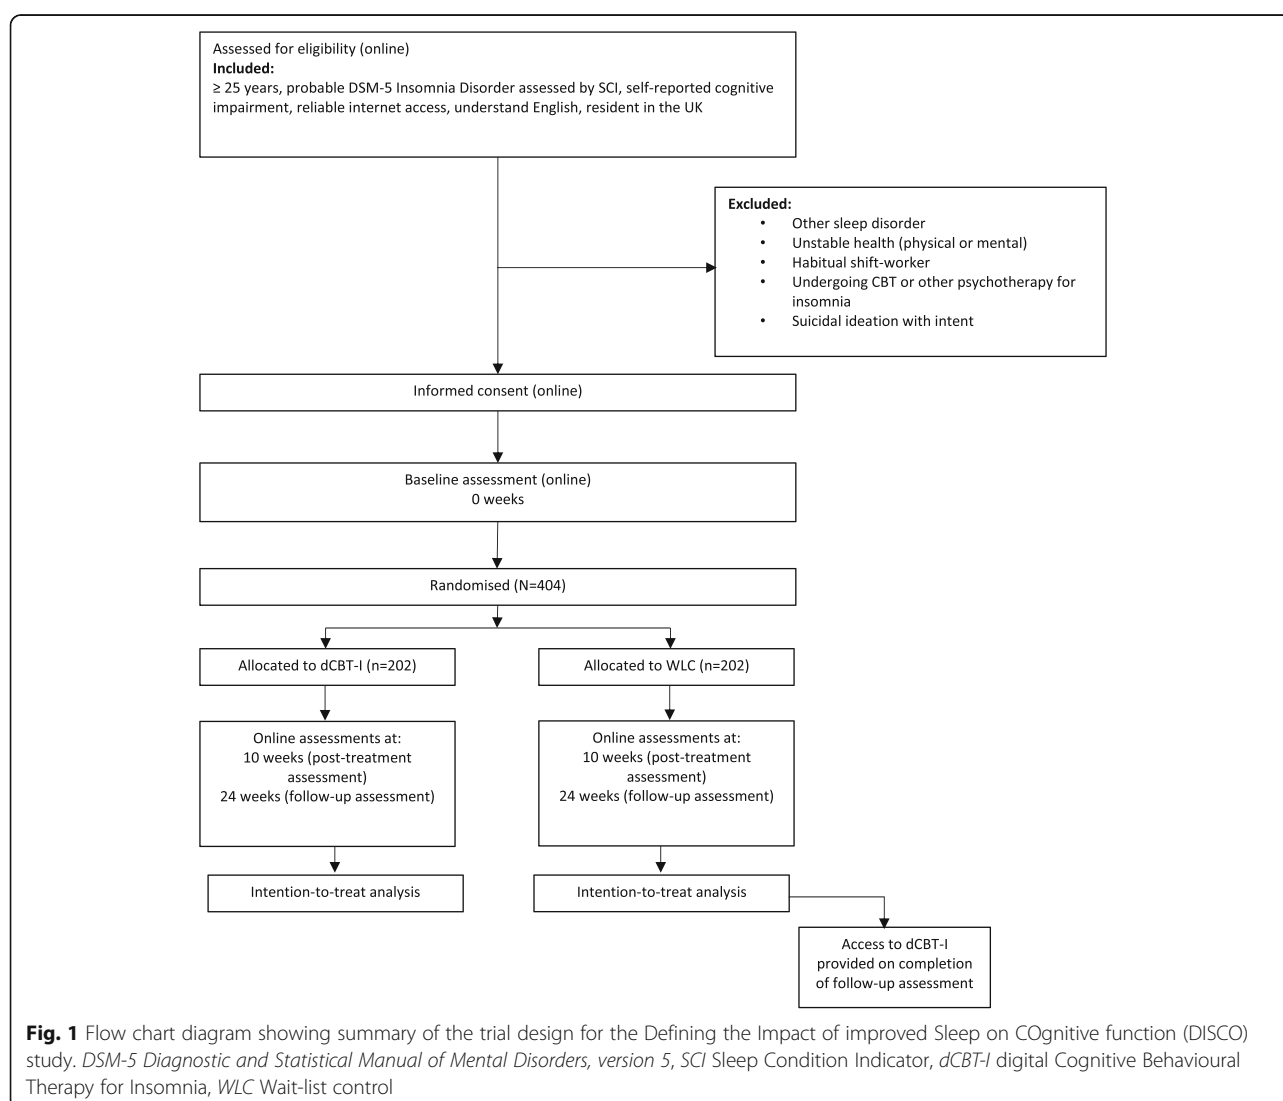 Assessed for eligibility (online)
Included:
≥ 25 years, probable DSM-5 Insomnia Disorder assessed by SCI, self-reported cognitive
impairment, reliable internet access, understand English, resident in the UK
Excluded:
• Other sleep disorder
• Unstable health (physical or mental)
• Habitual shift-worker
• Undergoing CBT or other psychotherapy for
insomnia
• Suicidal ideation with intent
Informed consent (online)
Baseline assessment (online)
0 weeks
Randomised (N=404)
Allocated to dCBT-I (n=202)
Allocated to WLC (n=202)
Online assessments at:
10 weeks (post-treatment
assessment)
24 weeks (follow-up assessment)
Online assessments at:
10 weeks (post-treatment
assessment)
24 weeks (follow-up assessment)
Intention-to-treat analysis
Intention-to-treat analysis
Access to dCBT-I
provided on completion
of follow-up assessment
Fig. 1 Flow chart diagram showing summary of the trial design for the Defining the Impact of improved Sleep on COgnitive function (DISCO)
study. DSM-5 Diagnostic and Statistical Manual of Mental Disorders, version 5, SCI Sleep Condition Indicator, dCBT-I digital Cognitive Behavioural
Therapy for Insomnia, WLC Wait-list control